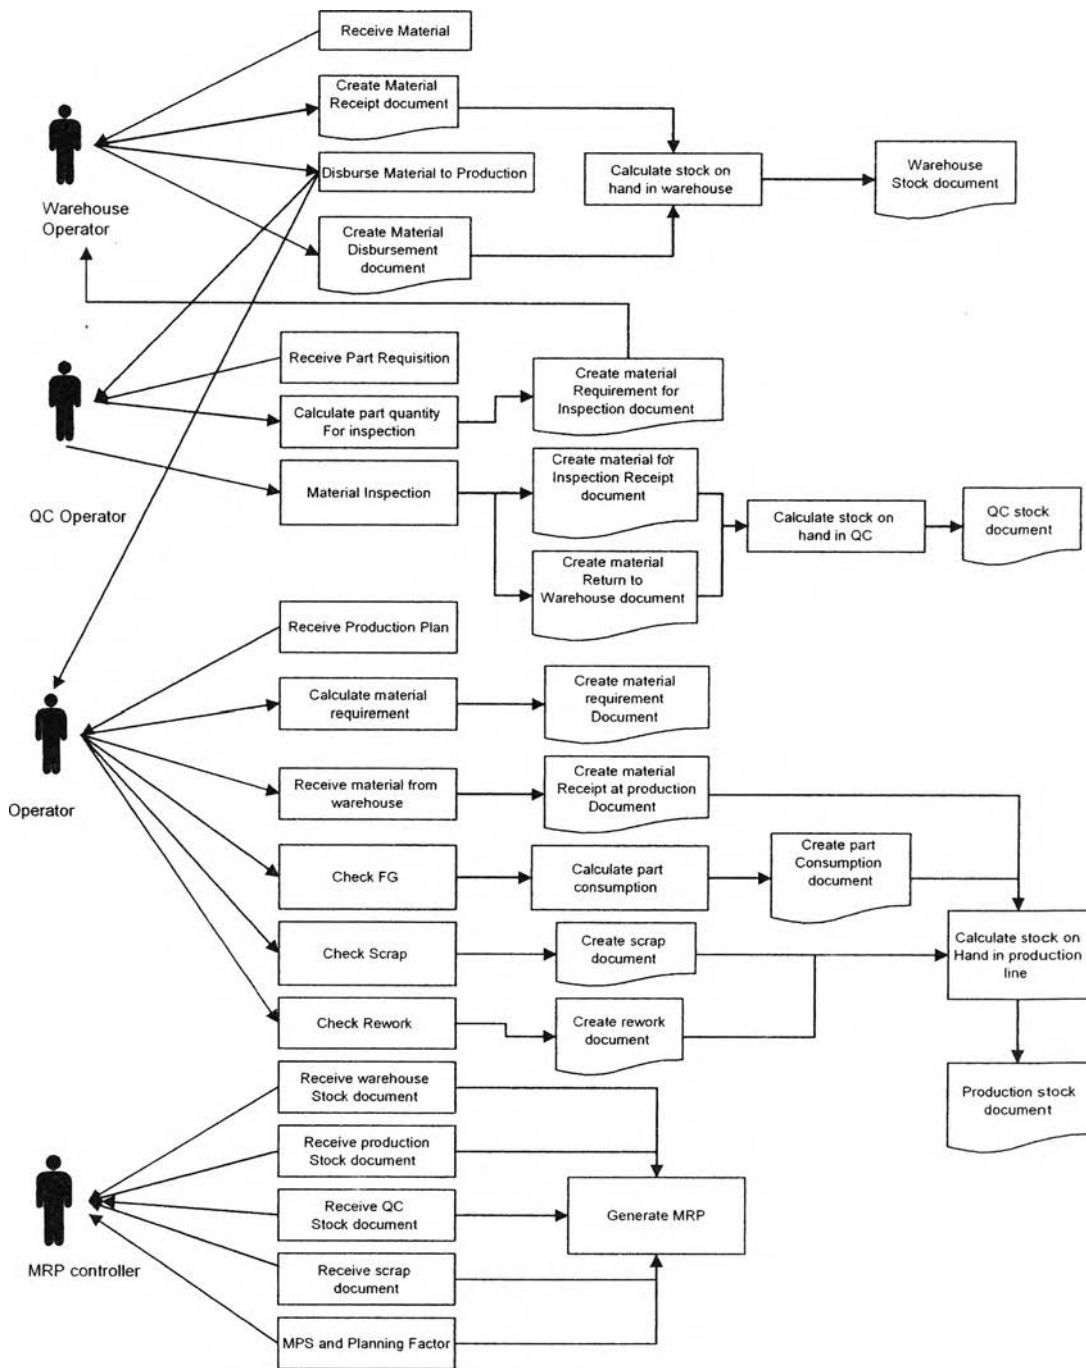 Receive Material
Create Material
Receipt document
Disburse Material to Production
Calculate stock on
hand in warehouse
Warehouse
Stock document
Warehouse
Operator
Create Material
Disbursement
document
Receive Part Requisition
Create material
Requirement for
Inspection document
Calculate part quantity
For inspection
Create material for
Inspection Receipt
document
Material Inspection
QC Operator
Calculate stock on
hand in QC
QC stock
document
Create material
Return to
Warehouse document
Receive Production Plan
Calculate material
requirement
Create material
requirement
Document
Receive material from
warehouse
Create material
Receipt at production
Document
Operator
Check FG
Calculate part
consumption
Create part
Consumption
document
Check Scrap
Create scrap
document
Calculate stock on
Hand in production
line
Check Rework
Create rework
document
Receive warehouse
Stock document
Production stock
document
Receive production
Stock document
Receive QC
Stock document
Generate MRP
MRP controller
Receive scrap
document
MPS and Planning Factor